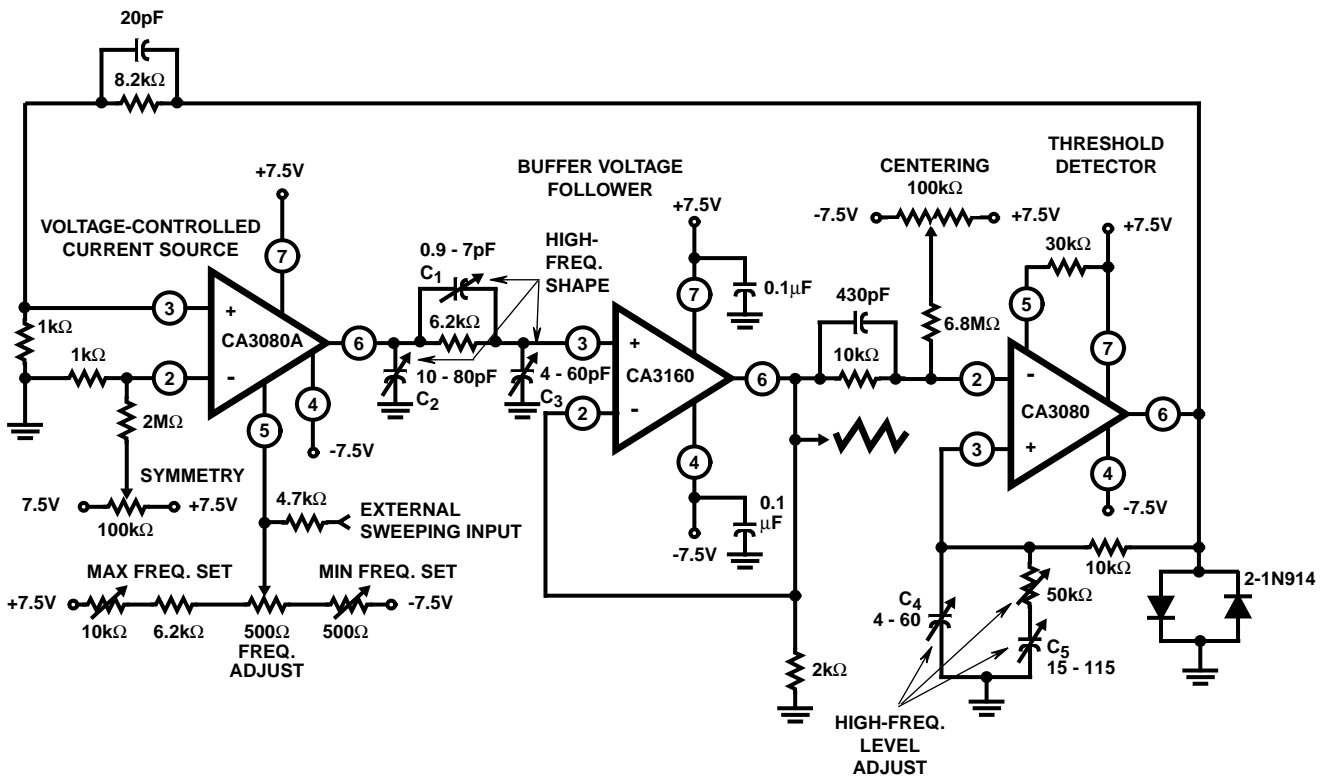 20pF
8.2kΩ
+7.5V
VOLTAGE-CONTROLLED
CURRENT SOURCE
7
3
+
CA3080A
6
1kΩ
1kΩ
2
-
4
-7.5V
5
2MΩ
SYMMETRY
7.5V
+7.5V
100kΩ
4.7kΩ
EXTERNAL
SWEEPING INPUT
MAX FREQ. SET
MIN FREQ. SET
+7.5V
-7.5V
10kΩ
6.2kΩ
500Ω
500Ω
FREQ.
ADJUST
0.9 - 7pF
C1
6.2kΩ
HIGH-
FREQ.
SHAPE
10 - 80pF
C2
4 - 60pF
C3
BUFFER VOLTAGE
FOLLOWER
+7.5V
7
0.1µF
3
+
CA3160
6
2
-
4
0.1
µF
-7.5V
2kΩ
430pF
10kΩ
CENTERING
100kΩ
-7.5V
+7.5V
6.8MΩ
THRESHOLD
DETECTOR
+7.5V
30kΩ
5
7
2
-
CA3080
6
3
+
4
-7.5V
10kΩ
2-1N914
C4
4 - 60
50kΩ
C5
15 - 115
HIGH-FREQ.
LEVEL
ADJUST